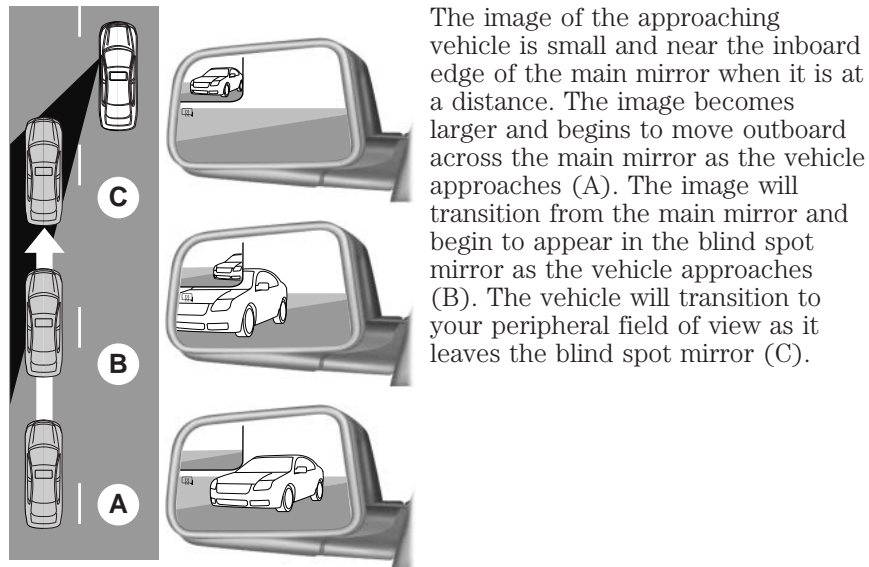 The image of the approaching
vehicle is small and near the inboard
edge of the main mirror when it is at
a distance. The image becomes
larger and begins to move outboard
across the main mirror as the vehicle
approaches (A). The image will
transition from the main mirror and
begin to appear in the blind spot
mirror as the vehicle approaches
(B). The vehicle will transition to
your peripheral field of view as it
leaves the blind spot mirror (C).
C
B
A